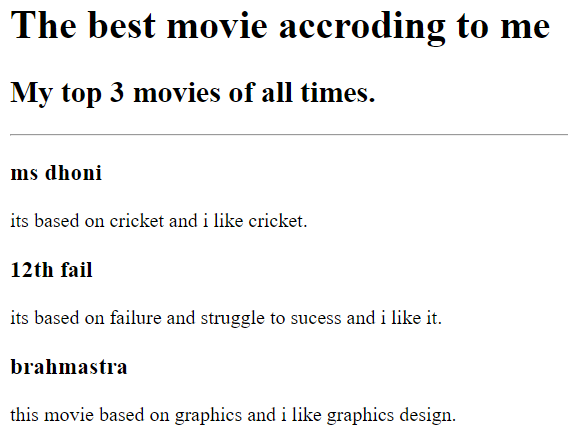 The best movie accroding to me
My top 3 movies of all times.
ms dhoni
its based on cricket and i like cricket.
12th fail
its based on failure and struggle to sucess and i like it.
brahmastra
this movie based on graphics and i like graphics design.